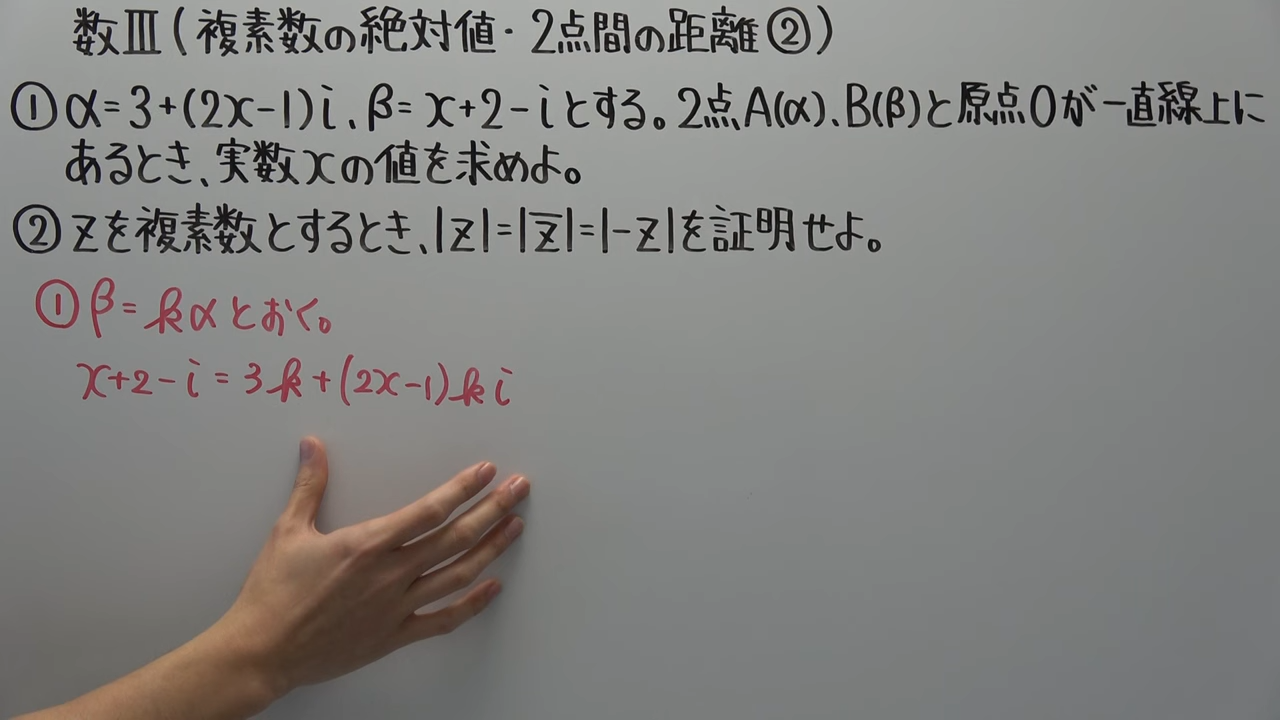 数Ⅲ(複素数の絶対値・2点間の距離②)
①α=3+(2x-1)i、β=x+2-iとする。2点A(α)、B(β)と原点Oが一直線上に
あるとき、実数xの値を求めよ。
②zを複素数とするとき、|z|=|z̅|=|-z|を証明せよ。
①β=kαとおく。
x+2-i=3k+(2x-1)ki